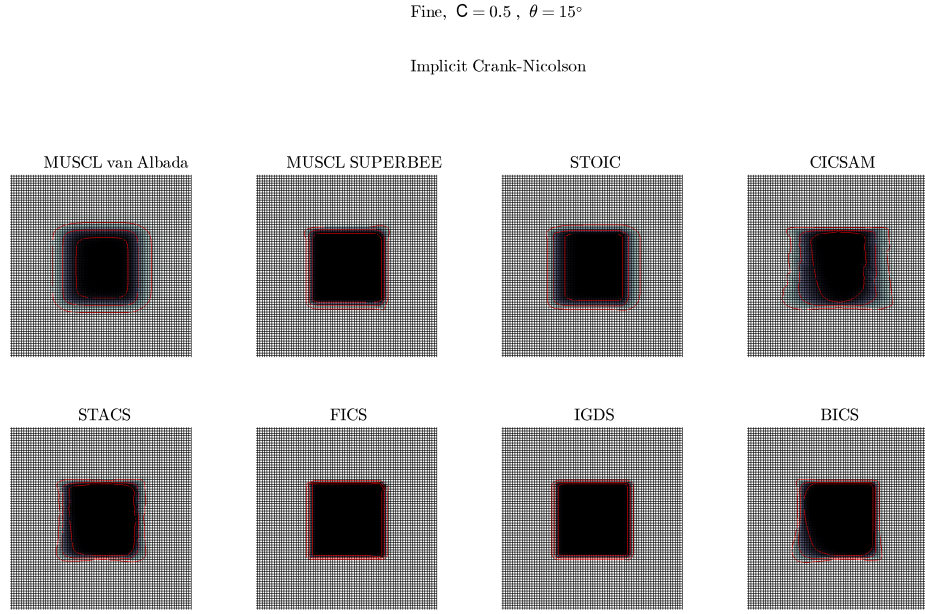 Fine, C = 0.5 , θ = 15°
Implicit Crank-Nicolson
MUSCL van Albada
MUSCL SUPERBEE
STOIC
CICSAM
STACS
FICS
IGDS
BICS